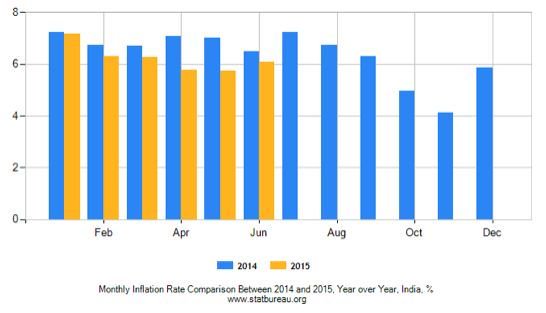 8
6
4
2
0
Feb Apr Jun Aug Oct Dec
2014 2015
Monthly Inflation Rate Comparison Between 2014 and 2015, Year over Year, India, %
www.statbureau.org